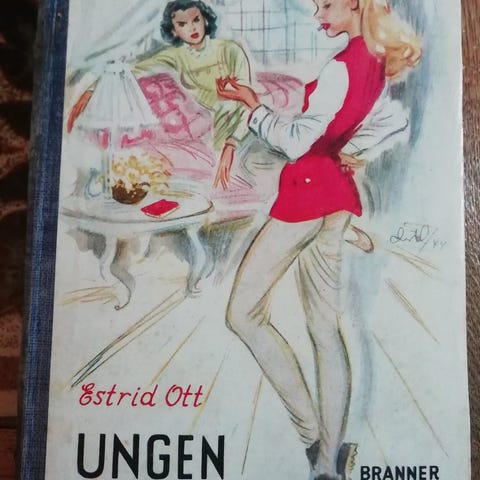 Estrid Ott
UNGEN
BRANNER